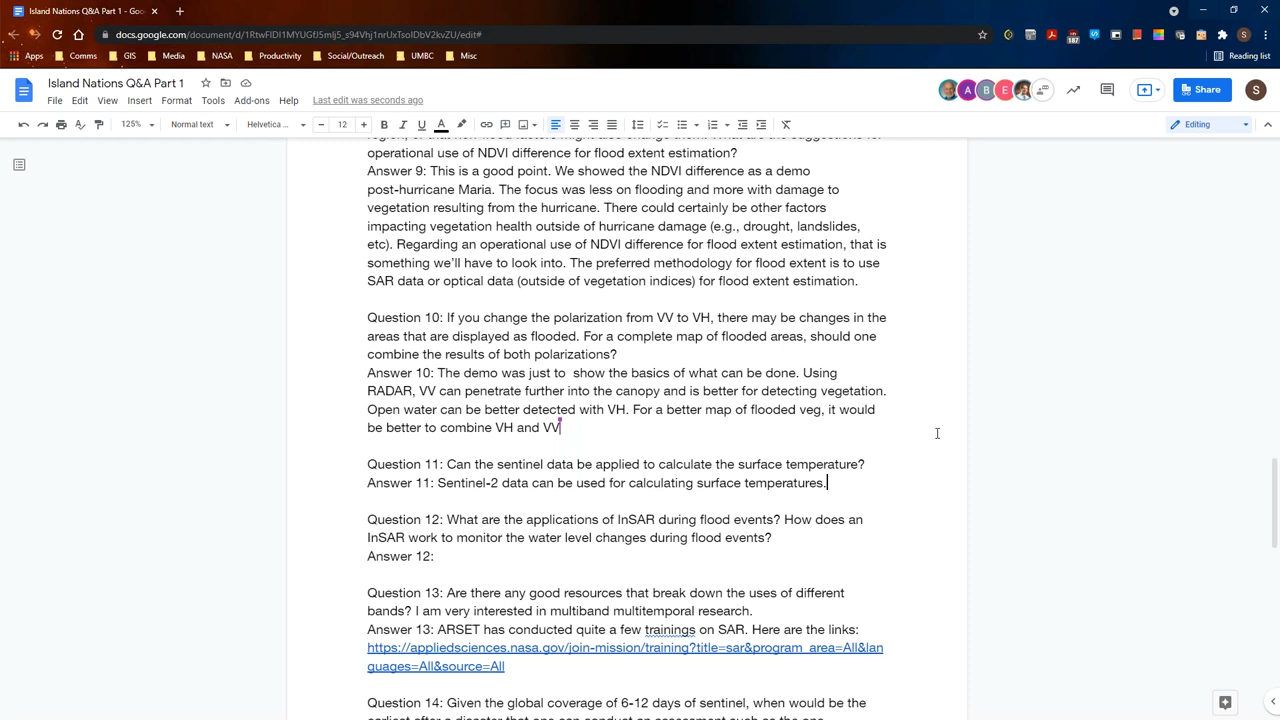 Island Nations Q&A Part 1 - Goo
docs.google.com/document/d/1RtwFlDI1MYUGfJ5mlj5_s94Vhj1nrUxTsoIDbV2kvZU/edit#
Apps Comms GIS Media NASA Productivity Social/Outreach UMBC Misc Reading list
Island Nations Q&A Part 1
File Edit View Insert Format Tools Add-ons Help Last edit was seconds ago
A B E Share S
125% Normal text Helvetica ... 12 B I U A Editing
operational use of NDVI difference for flood extent estimation?
Answer 9: This is a good point. We showed the NDVI difference as a demo
post-hurricane Maria. The focus was less on flooding and more with damage to
vegetation resulting from the hurricane. There could certainly be other factors
impacting vegetation health outside of hurricane damage (e.g., drought, landslides,
etc). Regarding an operational use of NDVI difference for flood extent estimation, that is
something we'll have to look into. The preferred methodology for flood extent is to use
SAR data or optical data (outside of vegetation indices) for flood extent estimation.
Question 10: If you change the polarization from VV to VH, there may be changes in the
areas that are displayed as flooded. For a complete map of flooded areas, should one
combine the results of both polarizations?
Answer 10: The demo was just to  show the basics of what can be done. Using
RADAR, VV can penetrate further into the canopy and is better for detecting vegetation.
Open water can be better detected with VH. For a better map of flooded veg, it would
be better to combine VH and VV
Question 11: Can the sentinel data be applied to calculate the surface temperature?
Answer 11: Sentinel-2 data can be used for calculating surface temperatures.
Question 12: What are the applications of InSAR during flood events? How does an
InSAR work to monitor the water level changes during flood events?
Answer 12:
Question 13: Are there any good resources that break down the uses of different
bands? I am very interested in multiband multitemporal research.
Answer 13: ARSET has conducted quite a few trainings on SAR. Here are the links:
https://appliedsciences.nasa.gov/join-mission/training?title=sar&program_area=All&lan
guages=All&source=All
Question 14: Given the global coverage of 6-12 days of sentinel, when would be the